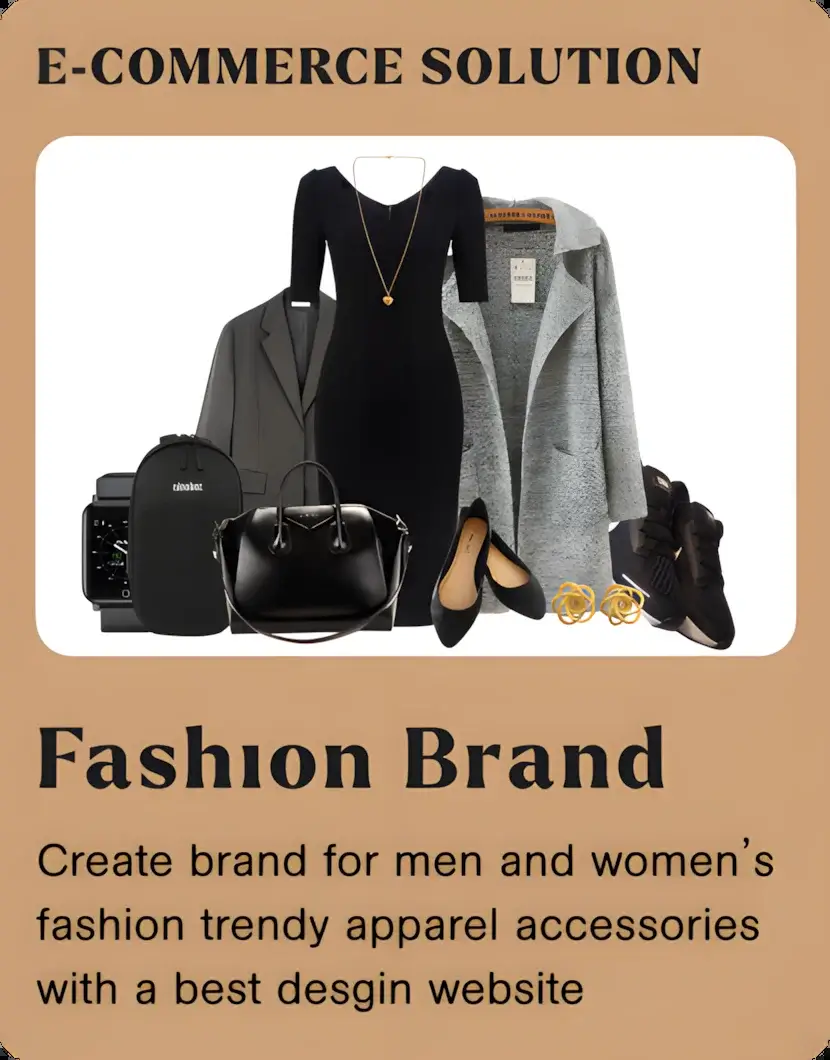 E-COMMERCE SOLUTION
Fashıon Brand
Create brand for men and women’s
fashion trendy apparel accessories
with a best desgin website